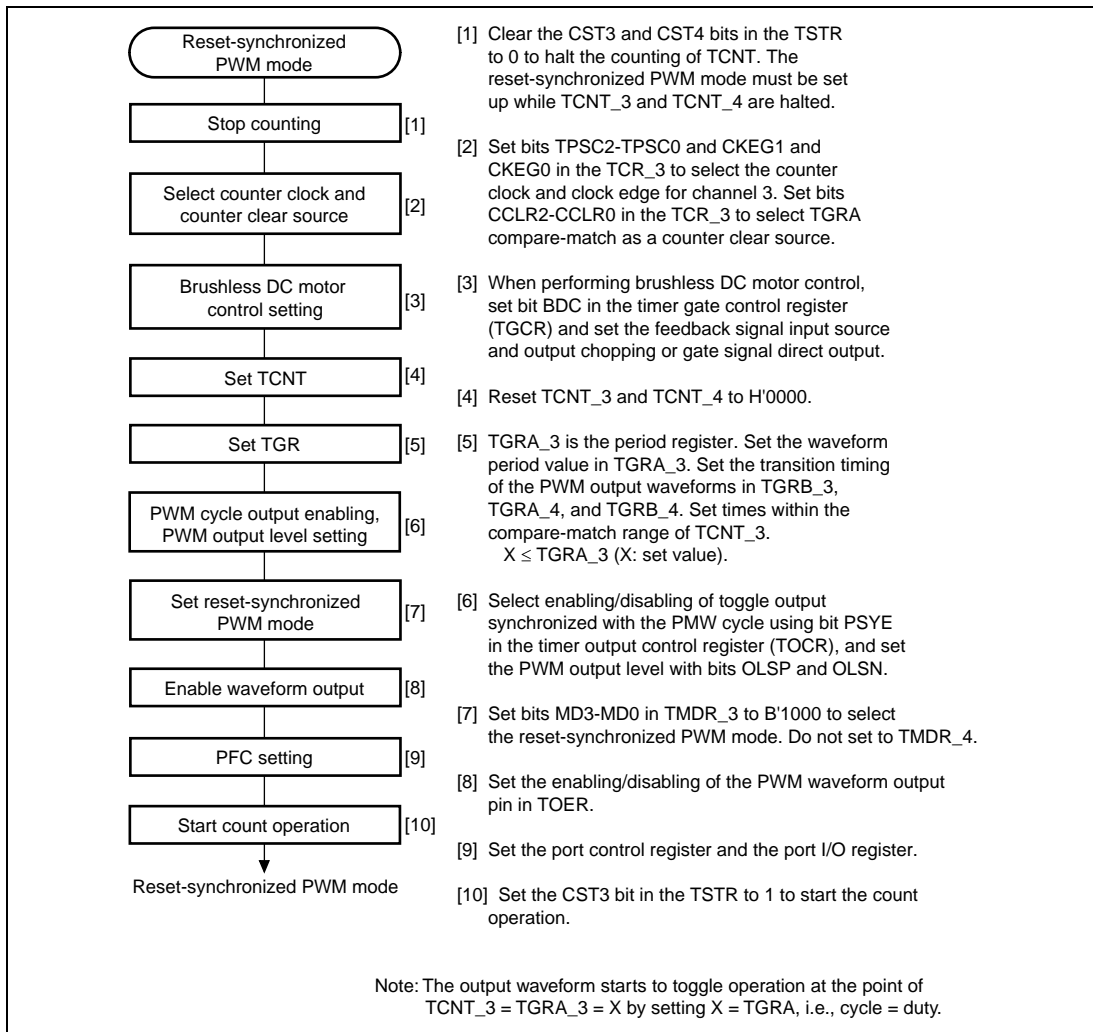 Reset-synchronized
PWM mode
Stop counting
[1]
Select counter clock and
counter clear source
[2]
Brushless DC motor
control setting
[3]
Set TCNT
[4]
Set TGR
[5]
PWM cycle output enabling,
PWM output level setting
[6]
Set reset-synchronized
PWM mode
[7]
Enable waveform output
[8]
PFC setting
[9]
Start count operation
[10]
Reset-synchronized PWM mode
[1] Clear the CST3 and CST4 bits in the TSTR
to 0 to halt the counting of TCNT. The
reset-synchronized PWM mode must be set
up while TCNT_3 and TCNT_4 are halted.
[2] Set bits TPSC2-TPSC0 and CKEG1 and
CKEG0 in the TCR_3 to select the counter
clock and clock edge for channel 3. Set bits
CCLR2-CCLR0 in the TCR_3 to select TGRA
compare-match as a counter clear source.
[3] When performing brushless DC motor control,
set bit BDC in the timer gate control register
(TGCR) and set the feedback signal input source
and output chopping or gate signal direct output.
[4] Reset TCNT_3 and TCNT_4 to H'0000.
[5] TGRA_3 is the period register. Set the waveform
period value in TGRA_3. Set the transition timing
of the PWM output waveforms in TGRB_3,
TGRA_4, and TGRB_4. Set times within the
compare-match range of TCNT_3.
X ≤ TGRA_3 (X: set value).
[6] Select enabling/disabling of toggle output
synchronized with the PMW cycle using bit PSYE
in the timer output control register (TOCR), and set
the PWM output level with bits OLSP and OLSN.
[7] Set bits MD3-MD0 in TMDR_3 to B'1000 to select
the reset-synchronized PWM mode. Do not set to TMDR_4.
[8] Set the enabling/disabling of the PWM waveform output
pin in TOER.
[9] Set the port control register and the port I/O register.
[10] Set the CST3 bit in the TSTR to 1 to start the count
operation.
Note: The output waveform starts to toggle operation at the point of
TCNT_3 = TGRA_3 = X by setting X = TGRA, i.e., cycle = duty.